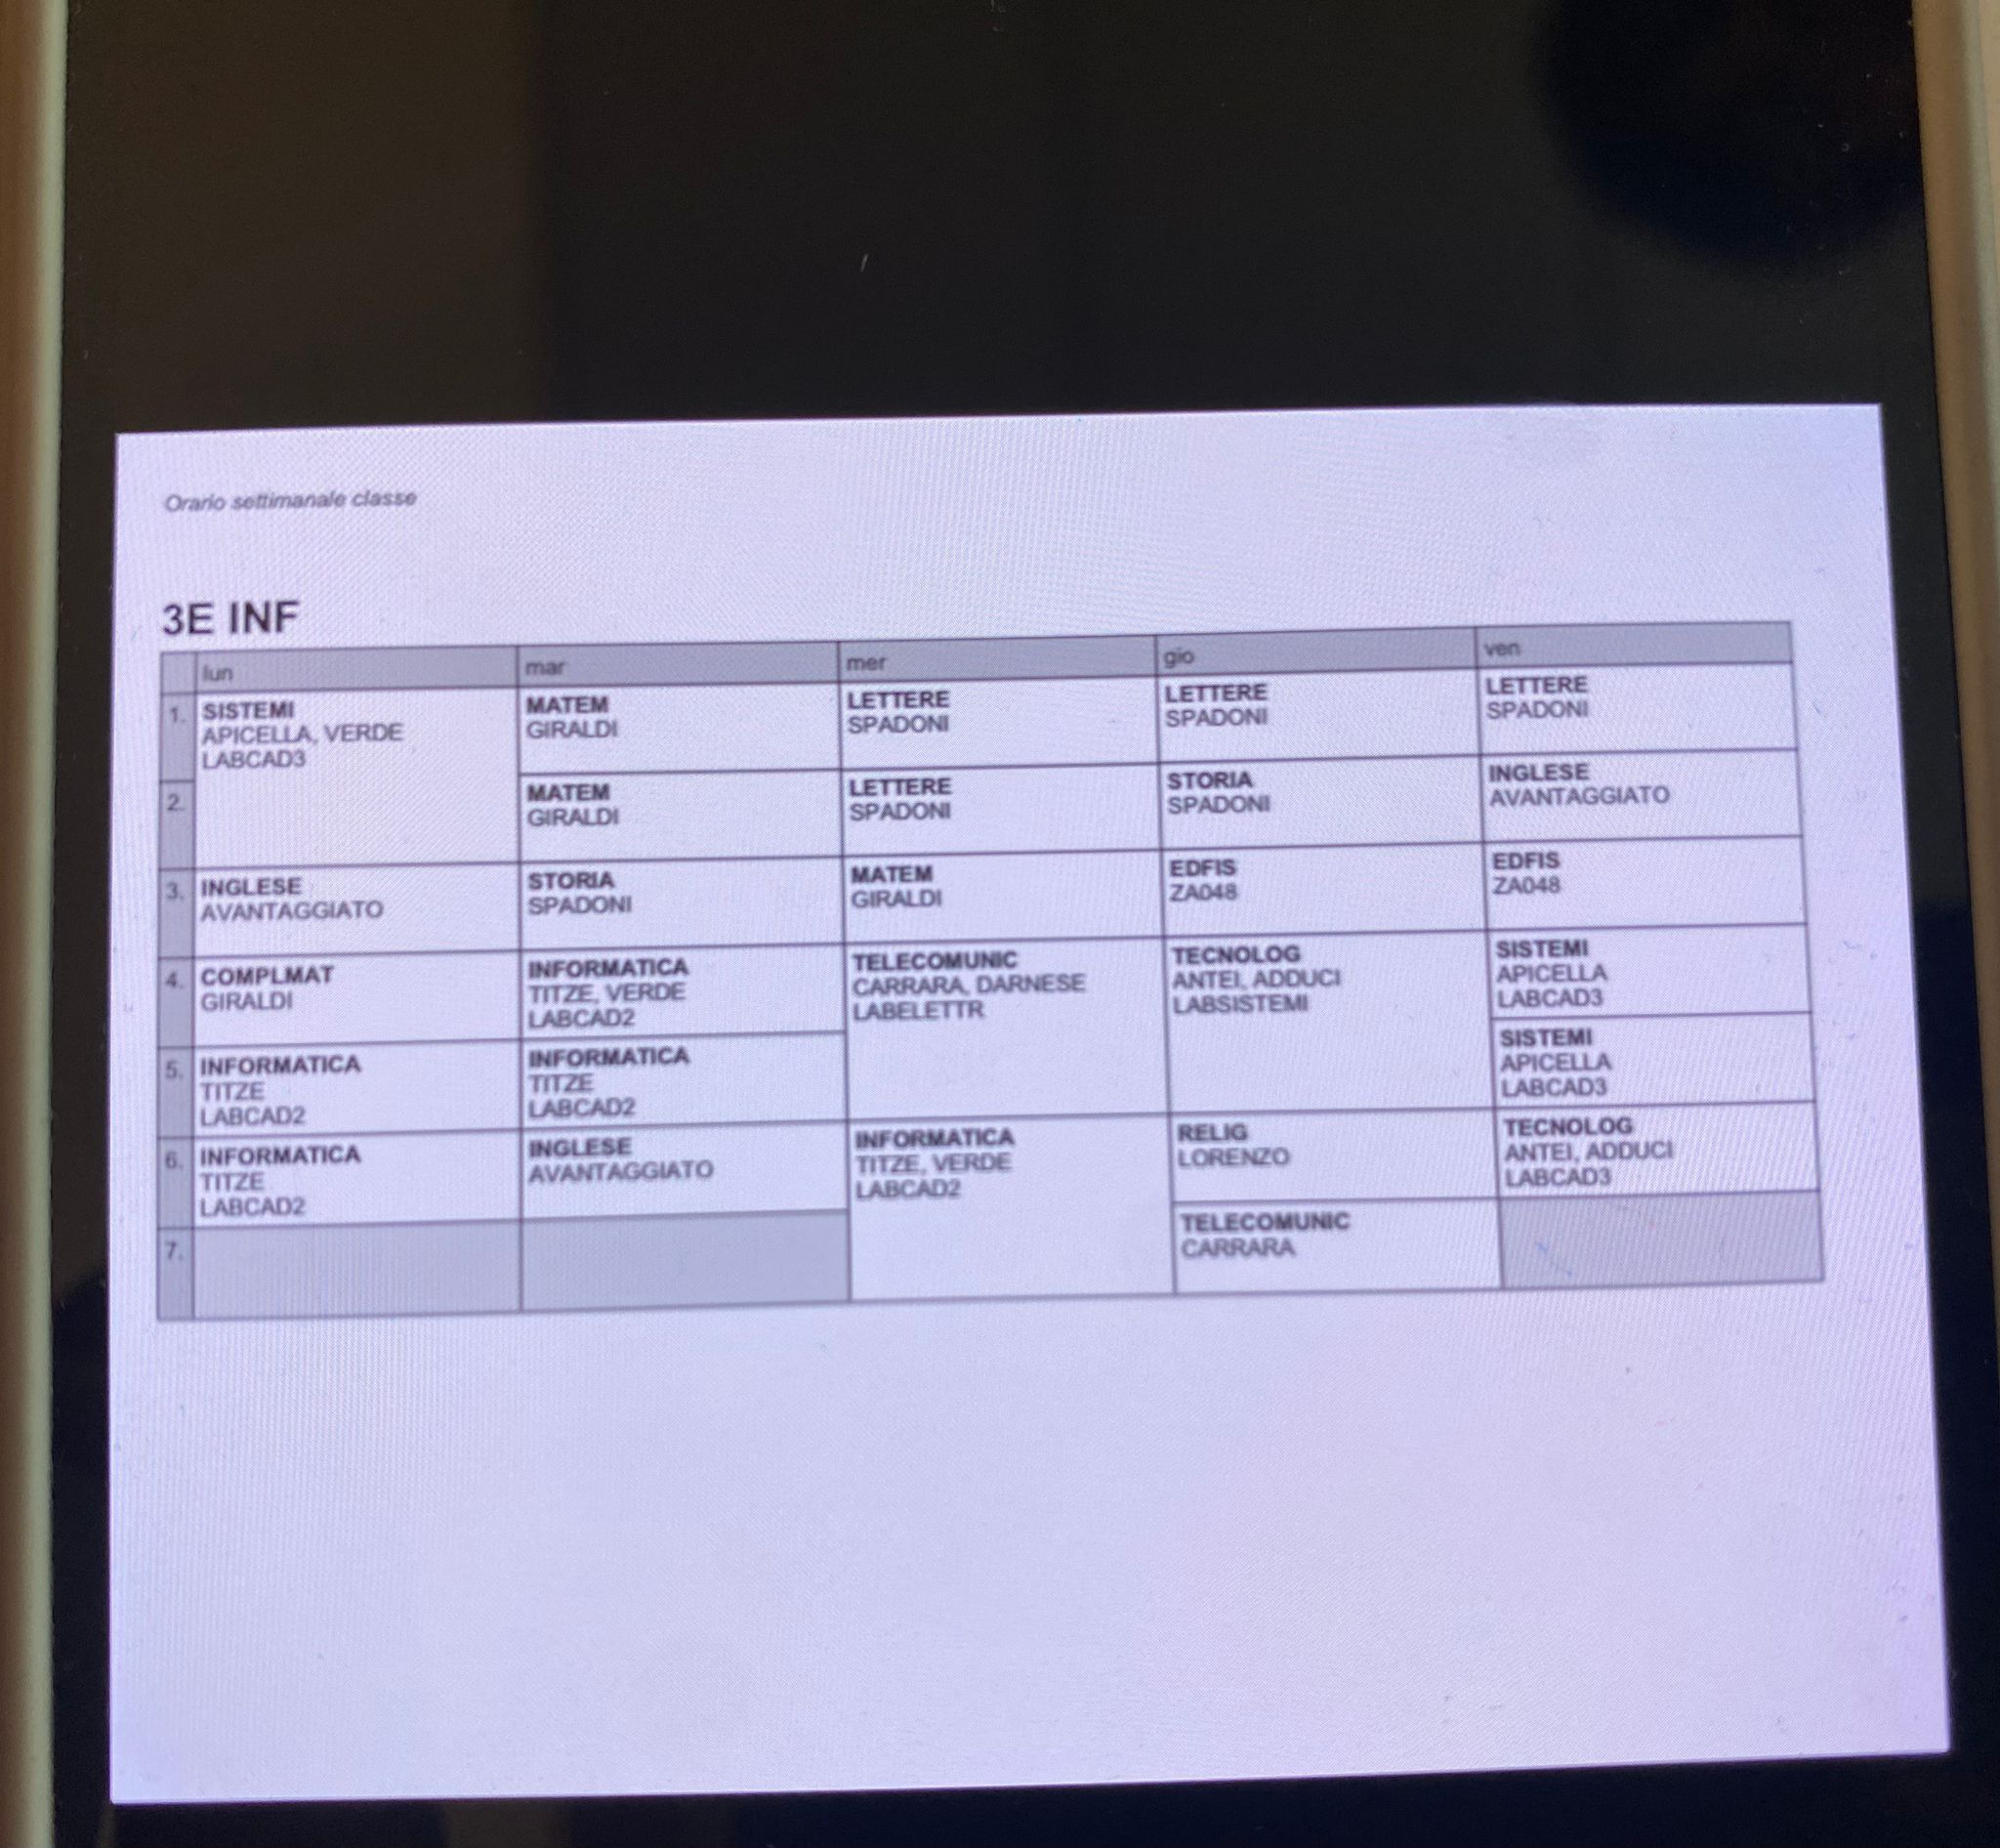 Orario settimanale classe
3E INF
lun mar mer gio ven
1. SISTEMI
APICELLA, VERDE
LABCAD3
MATEM
GIRALDI
LETTERE
SPADONI
LETTERE
SPADONI
LETTERE
SPADONI
2. MATEM
GIRALDI
LETTERE
SPADONI
STORIA
SPADONI
INGLESE
AVANTAGGIATO
3. INGLESE
AVANTAGGIATO
STORIA
SPADONI
MATEM
GIRALDI
EDFIS
ZA048
EDFIS
ZA048
4. COMPLMAT
GIRALDI
INFORMATICA
TITZE, VERDE
LABCAD2
TELECOMUNIC
CARRARA, DARNESE
LABELETTR
TECNOLOG
ANTEI, ADDUCI
LABSISTEMI
SISTEMI
APICELLA
LABCAD3
5. INFORMATICA
TITZE
LABCAD2
INFORMATICA
TITZE
LABCAD2
SISTEMI
APICELLA
LABCAD3
6. INFORMATICA
TITZE
LABCAD2
INGLESE
AVANTAGGIATO
INFORMATICA
TITZE, VERDE
LABCAD2
RELIG
LORENZO
TECNOLOG
ANTEI, ADDUCI
LABCAD3
7. TELECOMUNIC
CARRARA